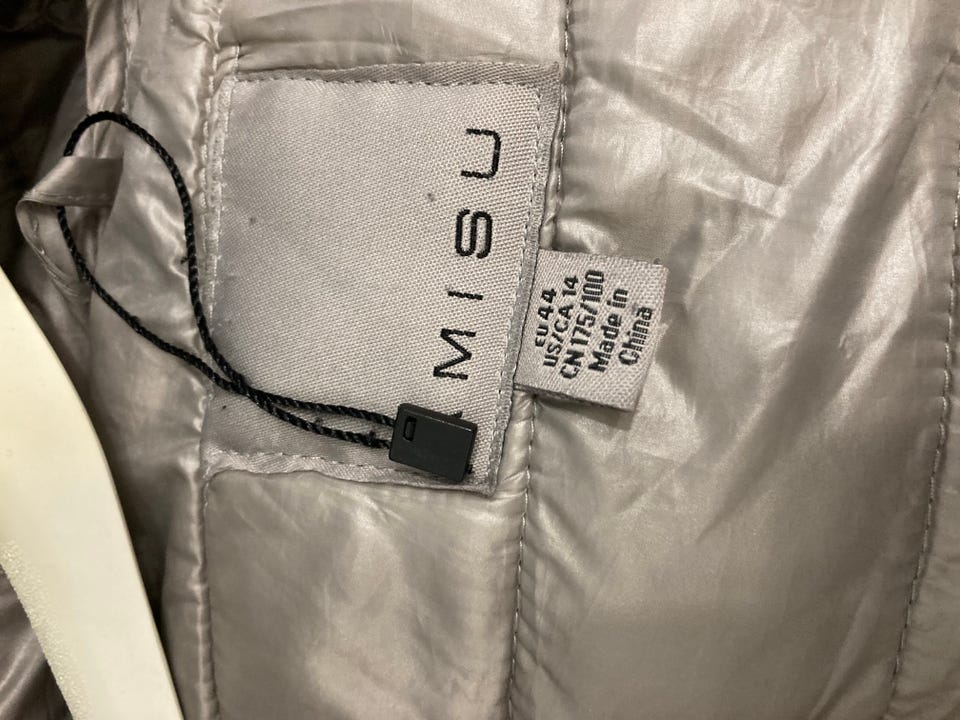 MISU
EU 44
US/CA 14
CN 175/100
Made in
China